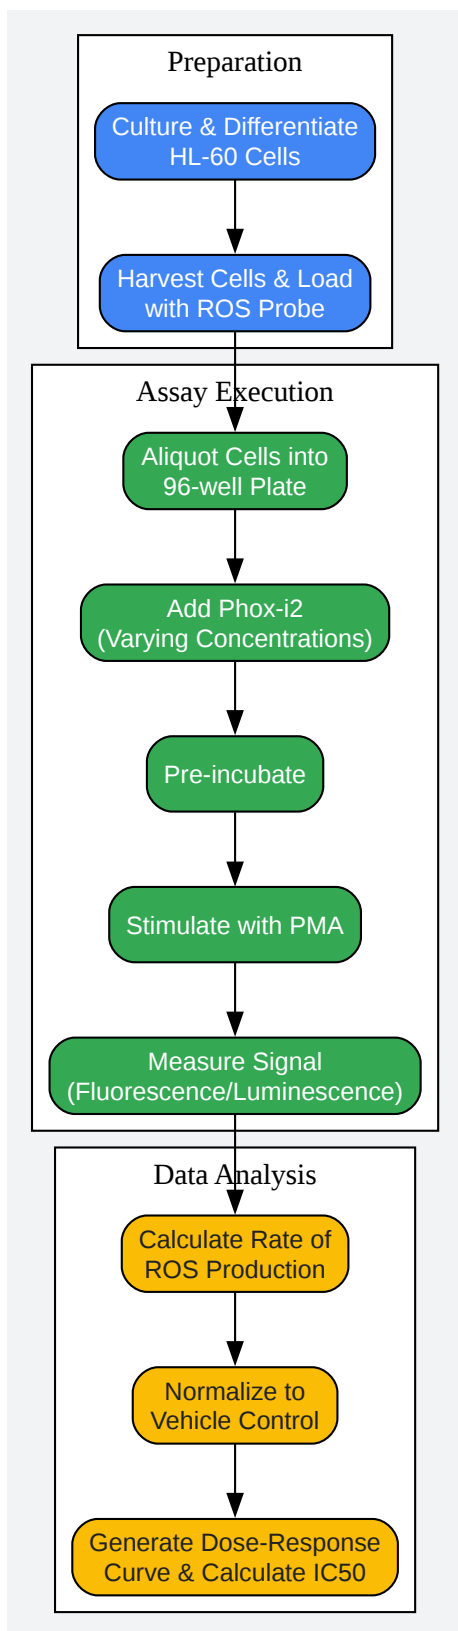 Preparation
Culture & Differentiate
HL-60 Cells
Harvest Cells & Load
with ROS Probe
Assay Execution
Aliquot Cells into
96-well Plate
Add Phox-i2
(Varying Concentrations)
Pre-incubate
Stimulate with PMA
Measure Signal
(Fluorescence/Luminescence)
Data Analysis
Calculate Rate of
ROS Production
Normalize to
Vehicle Control
Generate Dose-Response
Curve & Calculate IC50